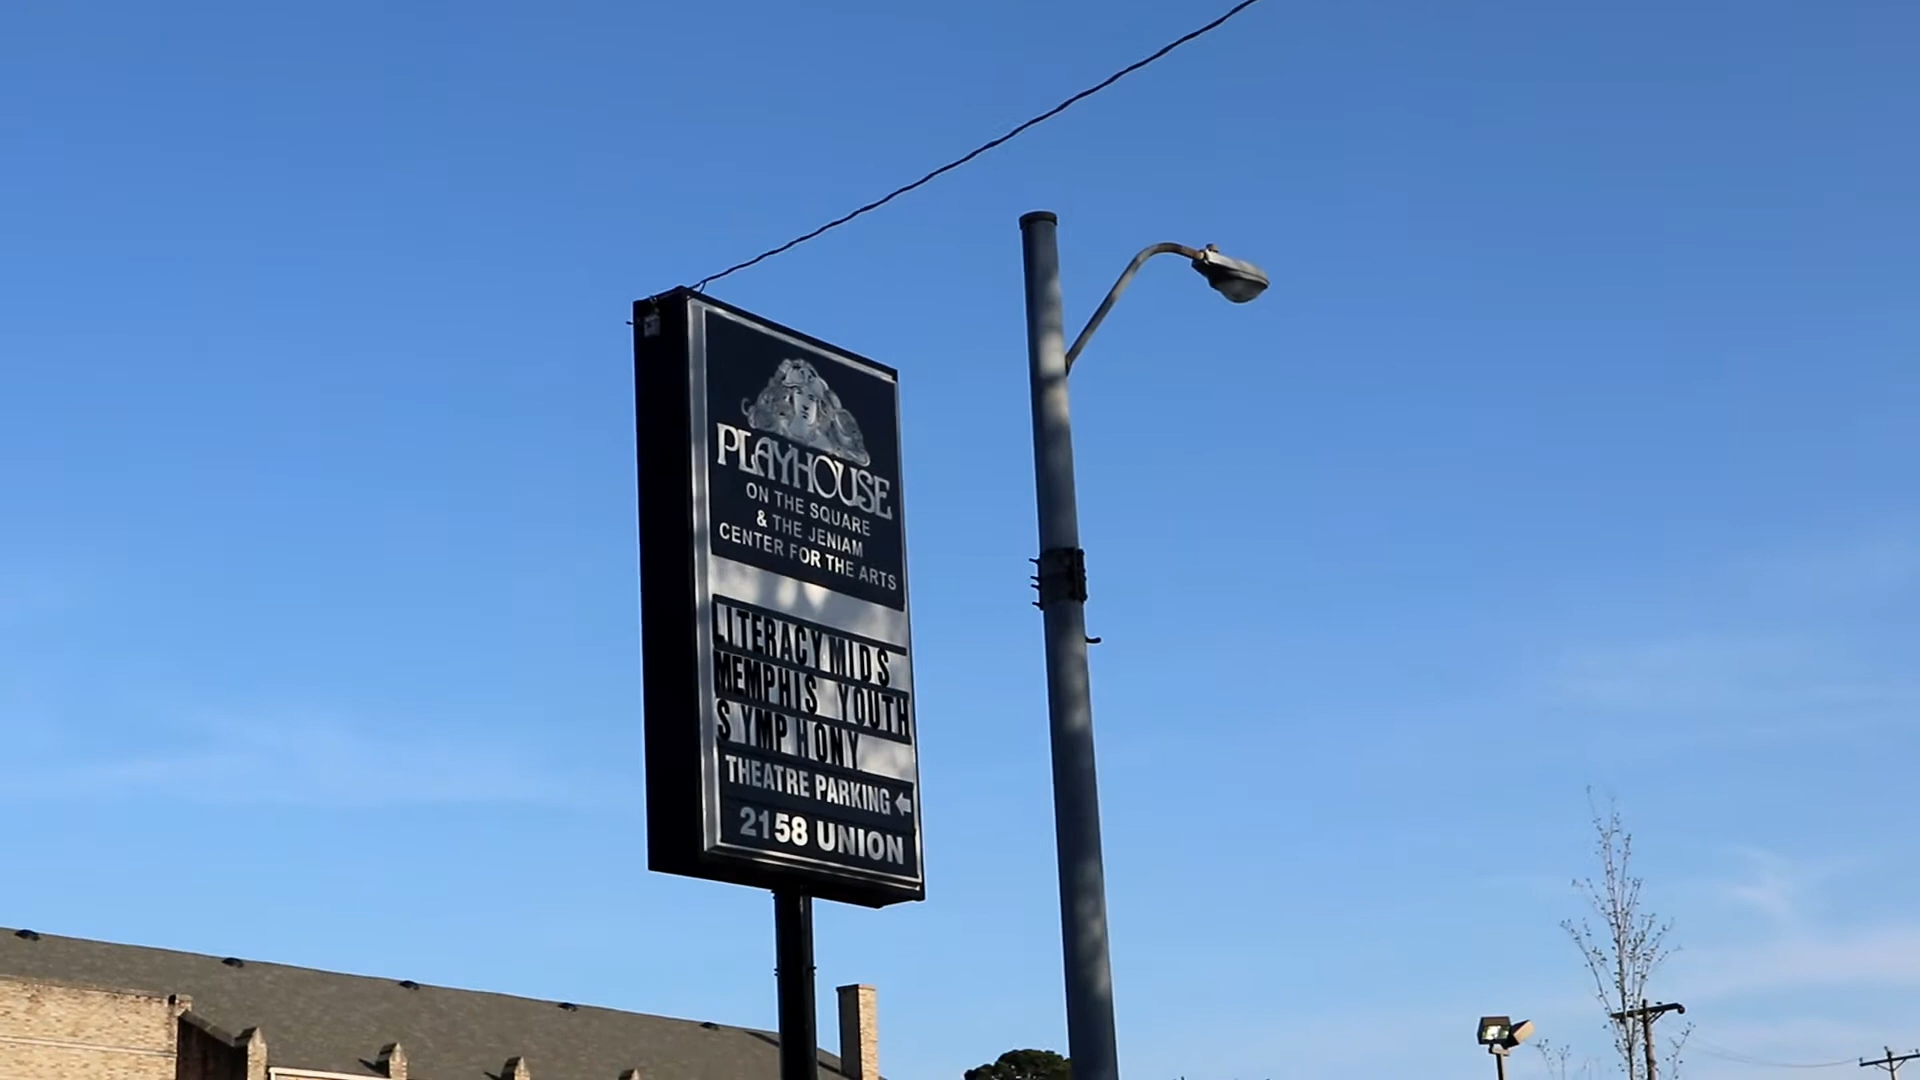 PLAYHOUSE
ON THE SQUARE
& THE JENIAM
CENTER FOR THE ARTS
LITERACY MIDS
MEMPHIS YOUTH
SYMPHONY
THEATRE PARKING
2158 UNION